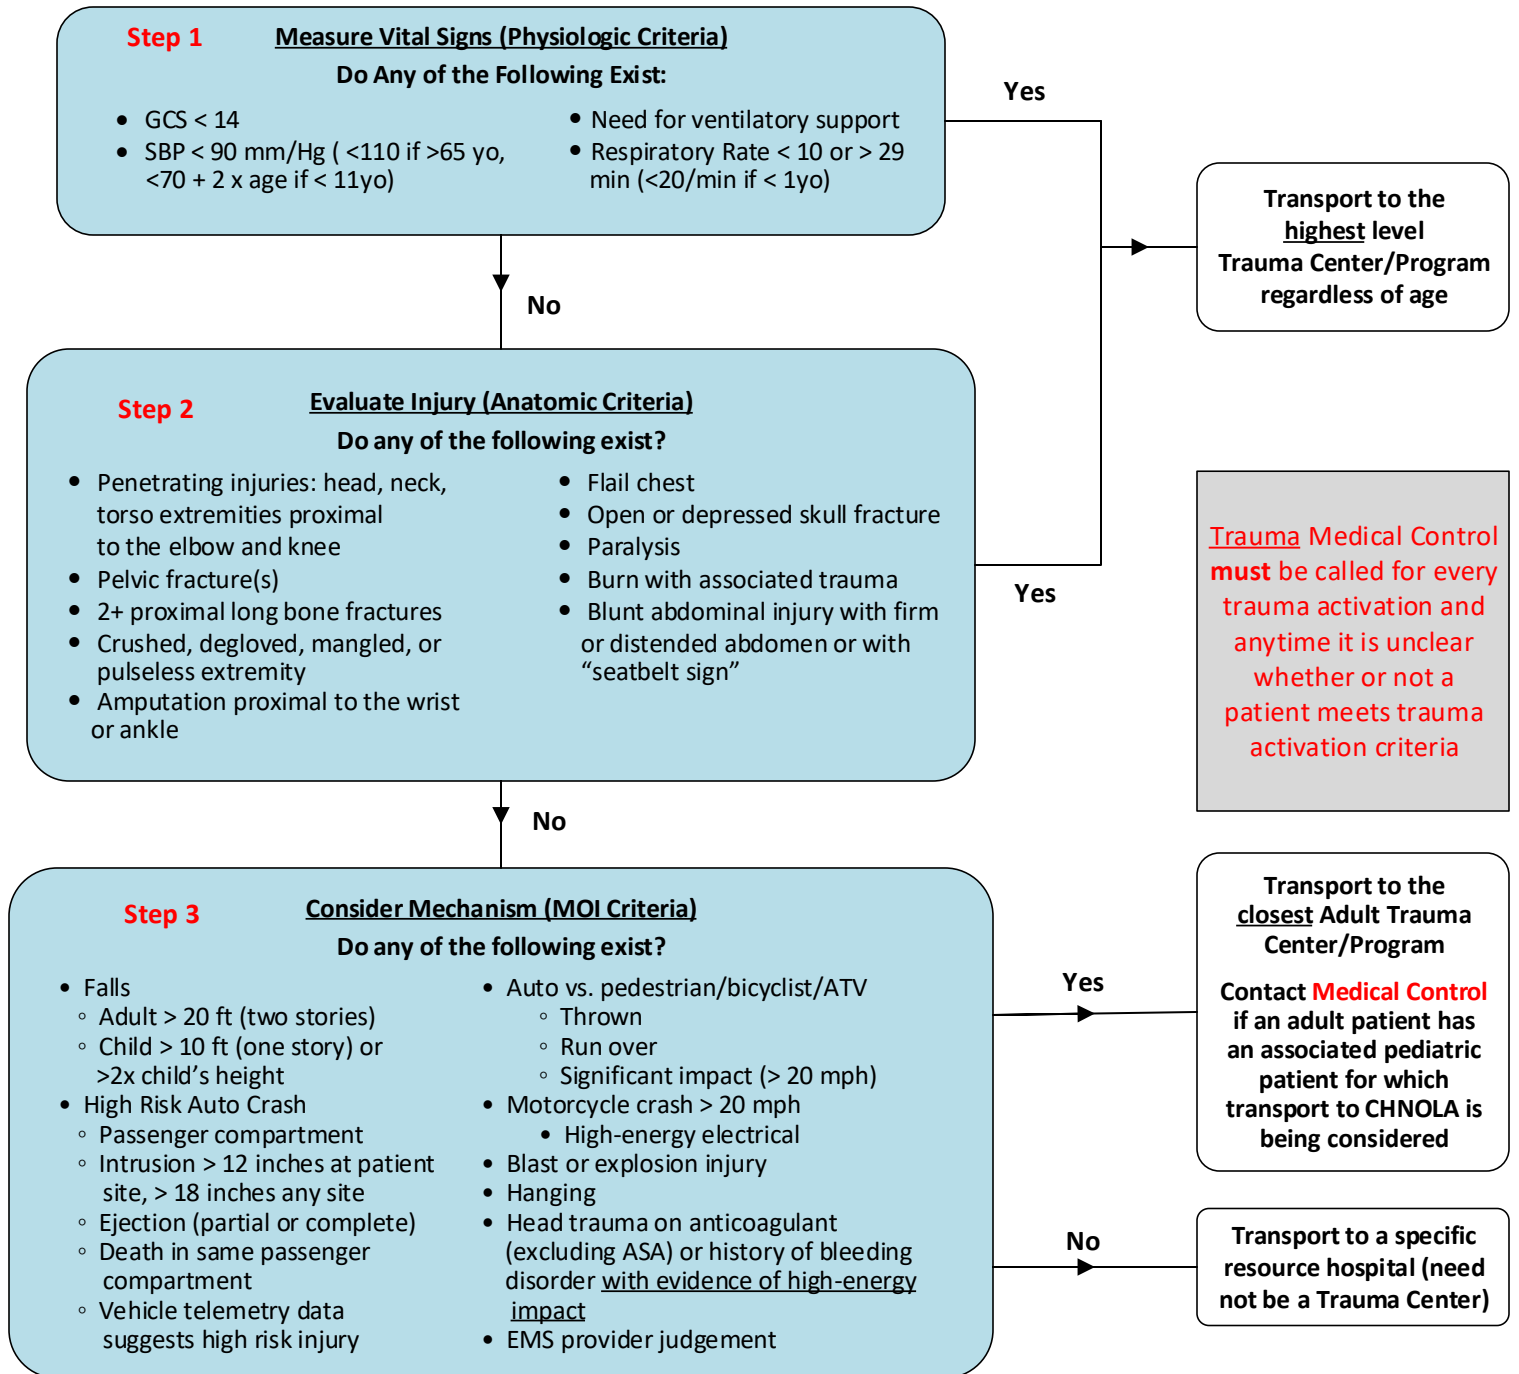 Step 1
Measure Vital Signs (Physiologic Criteria)
Do Any of the Following Exist:
• GCS < 14
• SBP < 90 mm/Hg ( <110 if >65 yo,
<70 + 2 x age if < 11yo)
• Need for ventilatory support
• Respiratory Rate < 10 or > 29
min (<20/min if < 1yo)
Yes
No
Transport to the
highest level
Trauma Center/Program
regardless of age
Step 2
Evaluate Injury (Anatomic Criteria)
Do any of the following exist?
• Penetrating injuries: head, neck,
torso extremities proximal
to the elbow and knee
• Pelvic fracture(s)
• 2+ proximal long bone fractures
• Crushed, degloved, mangled, or
pulseless extremity
• Amputation proximal to the wrist
or ankle
• Flail chest
• Open or depressed skull fracture
• Paralysis
• Burn with associated trauma
• Blunt abdominal injury with firm
or distended abdomen or with
“seatbelt sign”
Yes
No
Trauma Medical Control
must be called for every
trauma activation and
anytime it is unclear
whether or not a
patient meets trauma
activation criteria
Step 3
Consider Mechanism (MOI Criteria)
Do any of the following exist?
• Falls
◦ Adult > 20 ft (two stories)
◦ Child > 10 ft (one story) or
>2x child’s height
• High Risk Auto Crash
◦ Passenger compartment
◦ Intrusion > 12 inches at patient
site, > 18 inches any site
◦ Ejection (partial or complete)
◦ Death in same passenger
compartment
◦ Vehicle telemetry data
suggests high risk injury
• Auto vs. pedestrian/bicyclist/ATV
◦ Thrown
◦ Run over
◦ Significant impact (> 20 mph)
• Motorcycle crash > 20 mph
• High-energy electrical
• Blast or explosion injury
• Hanging
• Head trauma on anticoagulant
(excluding ASA) or history of bleeding
disorder with evidence of high-energy
impact
• EMS provider judgement
Yes
Transport to the
closest Adult Trauma
Center/Program
Contact Medical Control
if an adult patient has
an associated pediatric
patient for which
transport to CHNOLA is
being considered
No
Transport to a specific
resource hospital (need
not be a Trauma Center)